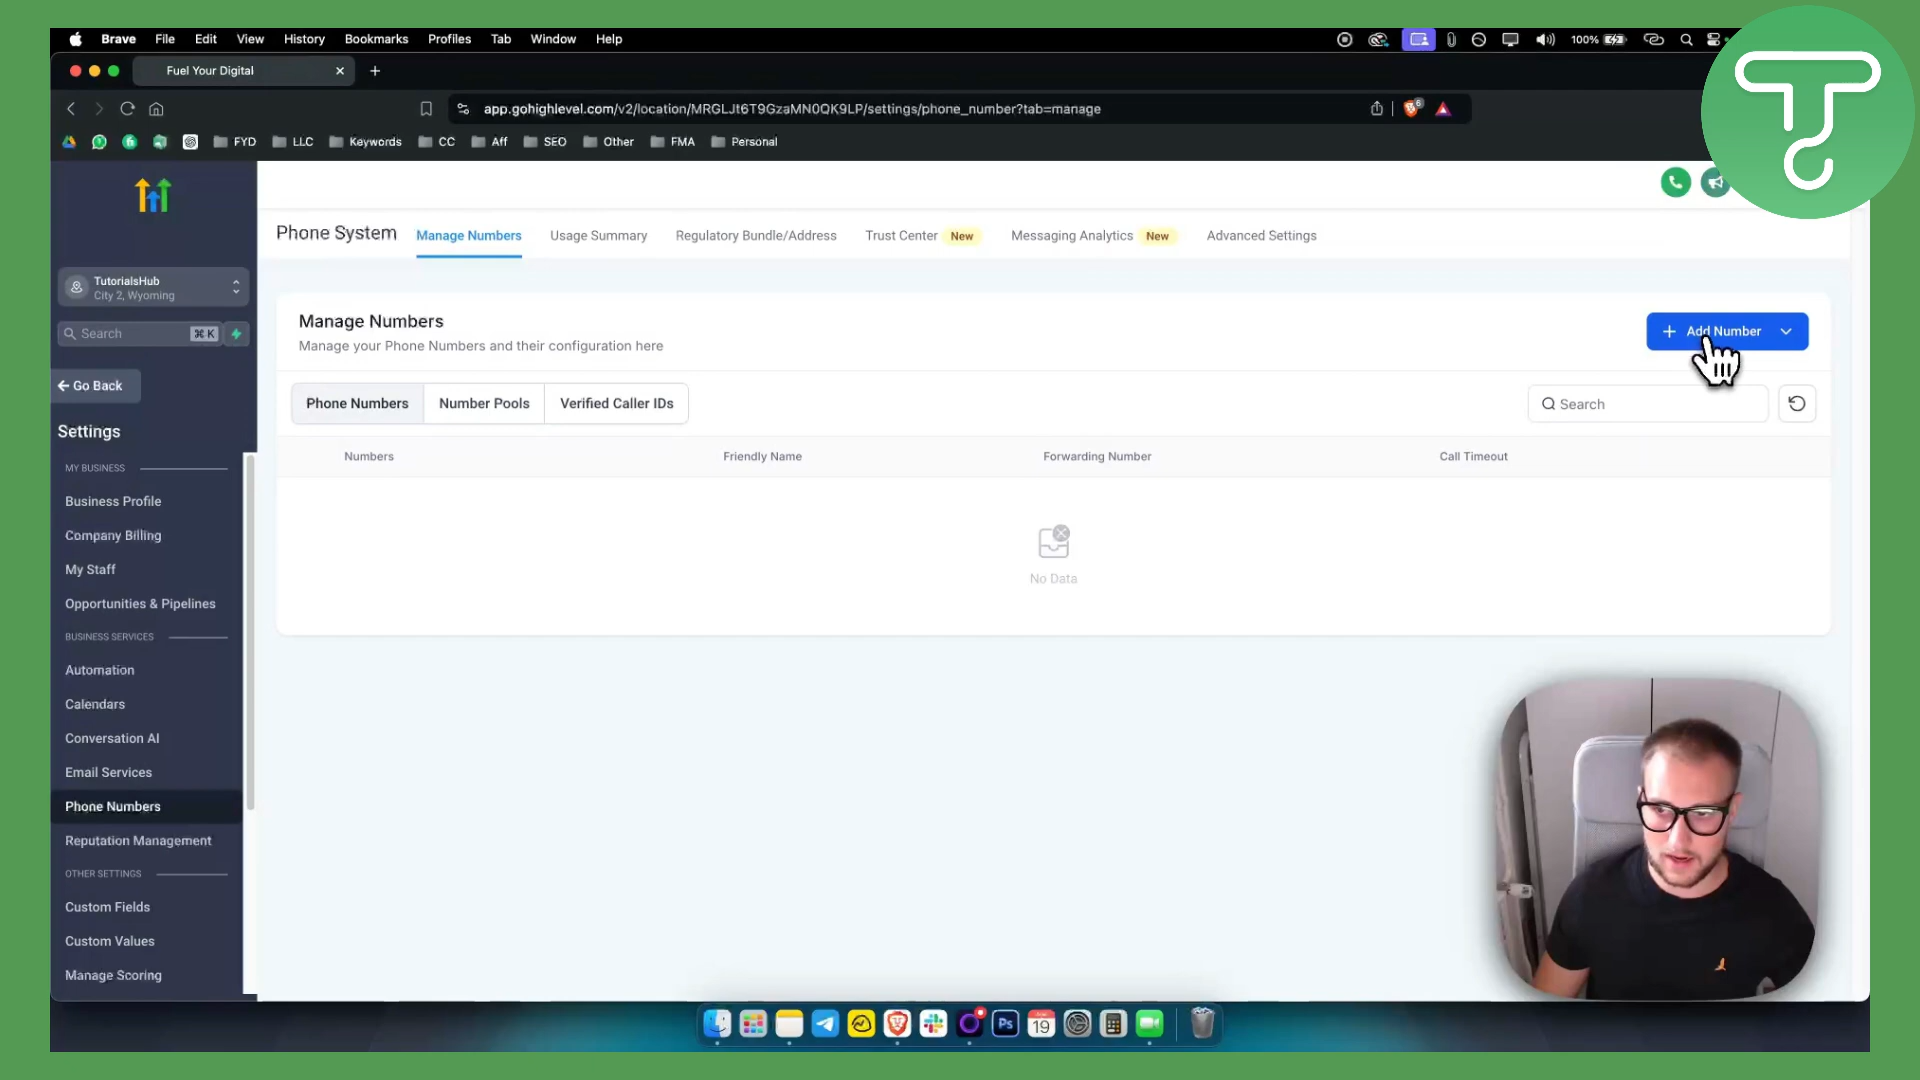 Brave File Edit View History Bookmarks Profiles Tab Window Help
100%
Fuel Your Digital
app.gohighlevel.com/v2/location/MRGLJt6T9GzaMN0QK9LP/settings/phone_number?tab=manage
6
FYD LLC Keywords CC Aff SEO Other FMA Personal
Phone System Manage Numbers Usage Summary Regulatory Bundle/Address Trust Center New Messaging Analytics New Advanced Settings
TutorialsHub
City 2, Wyoming
Search ⌘ K
Go Back
Settings
MY BUSINESS
Business Profile
Company Billing
My Staff
Opportunities & Pipelines
BUSINESS SERVICES
Automation
Calendars
Conversation AI
Email Services
Phone Numbers
Reputation Management
OTHER SETTINGS
Custom Fields
Custom Values
Manage Scoring
Manage Numbers
Manage your Phone Numbers and their configuration here
+ Add Number
Phone Numbers Number Pools Verified Caller IDs
Search
Numbers Friendly Name Forwarding Number Call Timeout
No Data
Ps
19